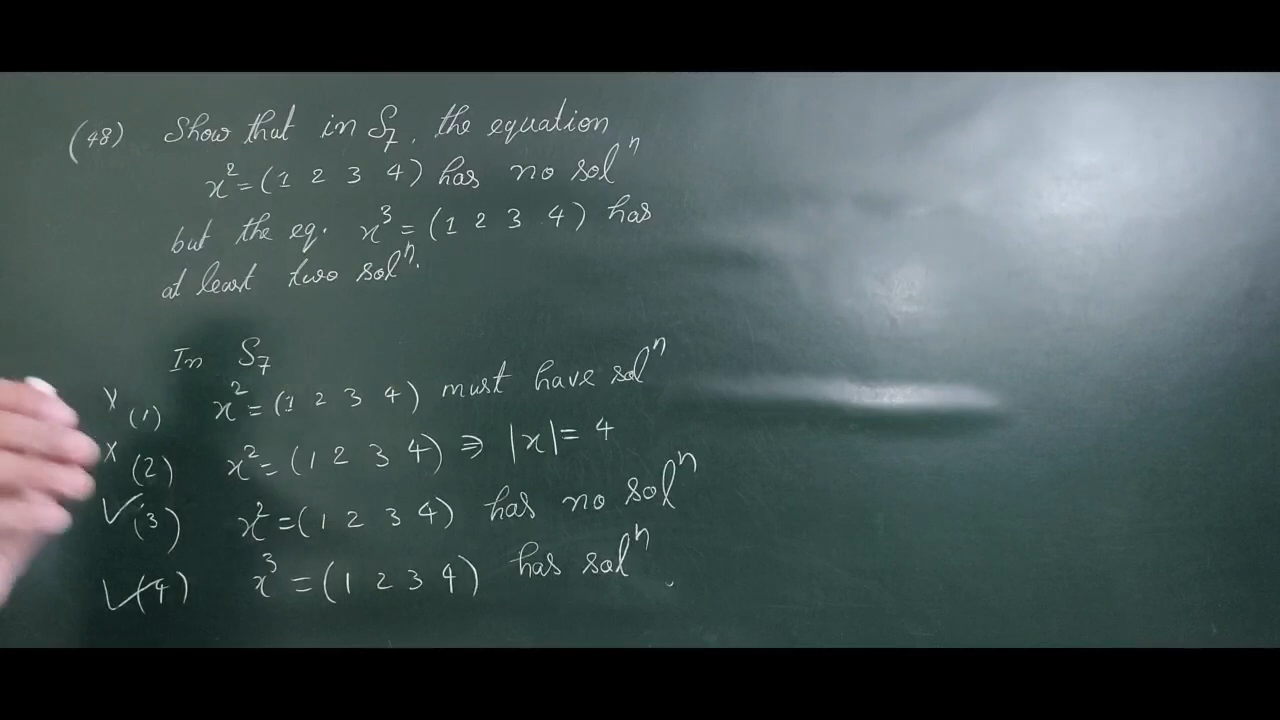 (48) Show that in S₇, the equation
x² = (1 2 3 4) has no solⁿ
but the eq. x³ = (1 2 3 4) has
at least two solⁿ.
In S₇
x (1) x² = (1 2 3 4) must have solⁿ
x (2) x² = (1 2 3 4) ⇒ |x| = 4
✓ (3) x² = (1 2 3 4) has no solⁿ
✓ (4) x³ = (1 2 3 4) has solⁿ.